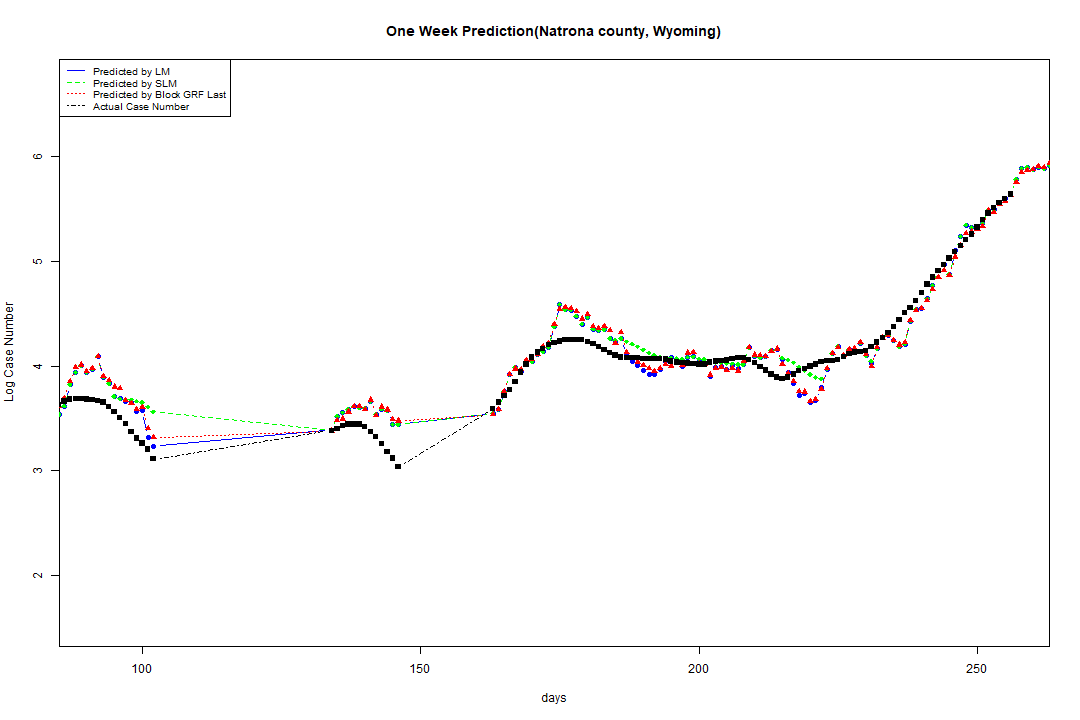 One Week Prediction(Natrona county, Wyoming)
Predicted by LM
Predicted by SLM
Predicted by Block GRF Last
Actual Case Number
6
5
4
3
2
Log Case Number
100 150 200 250
days